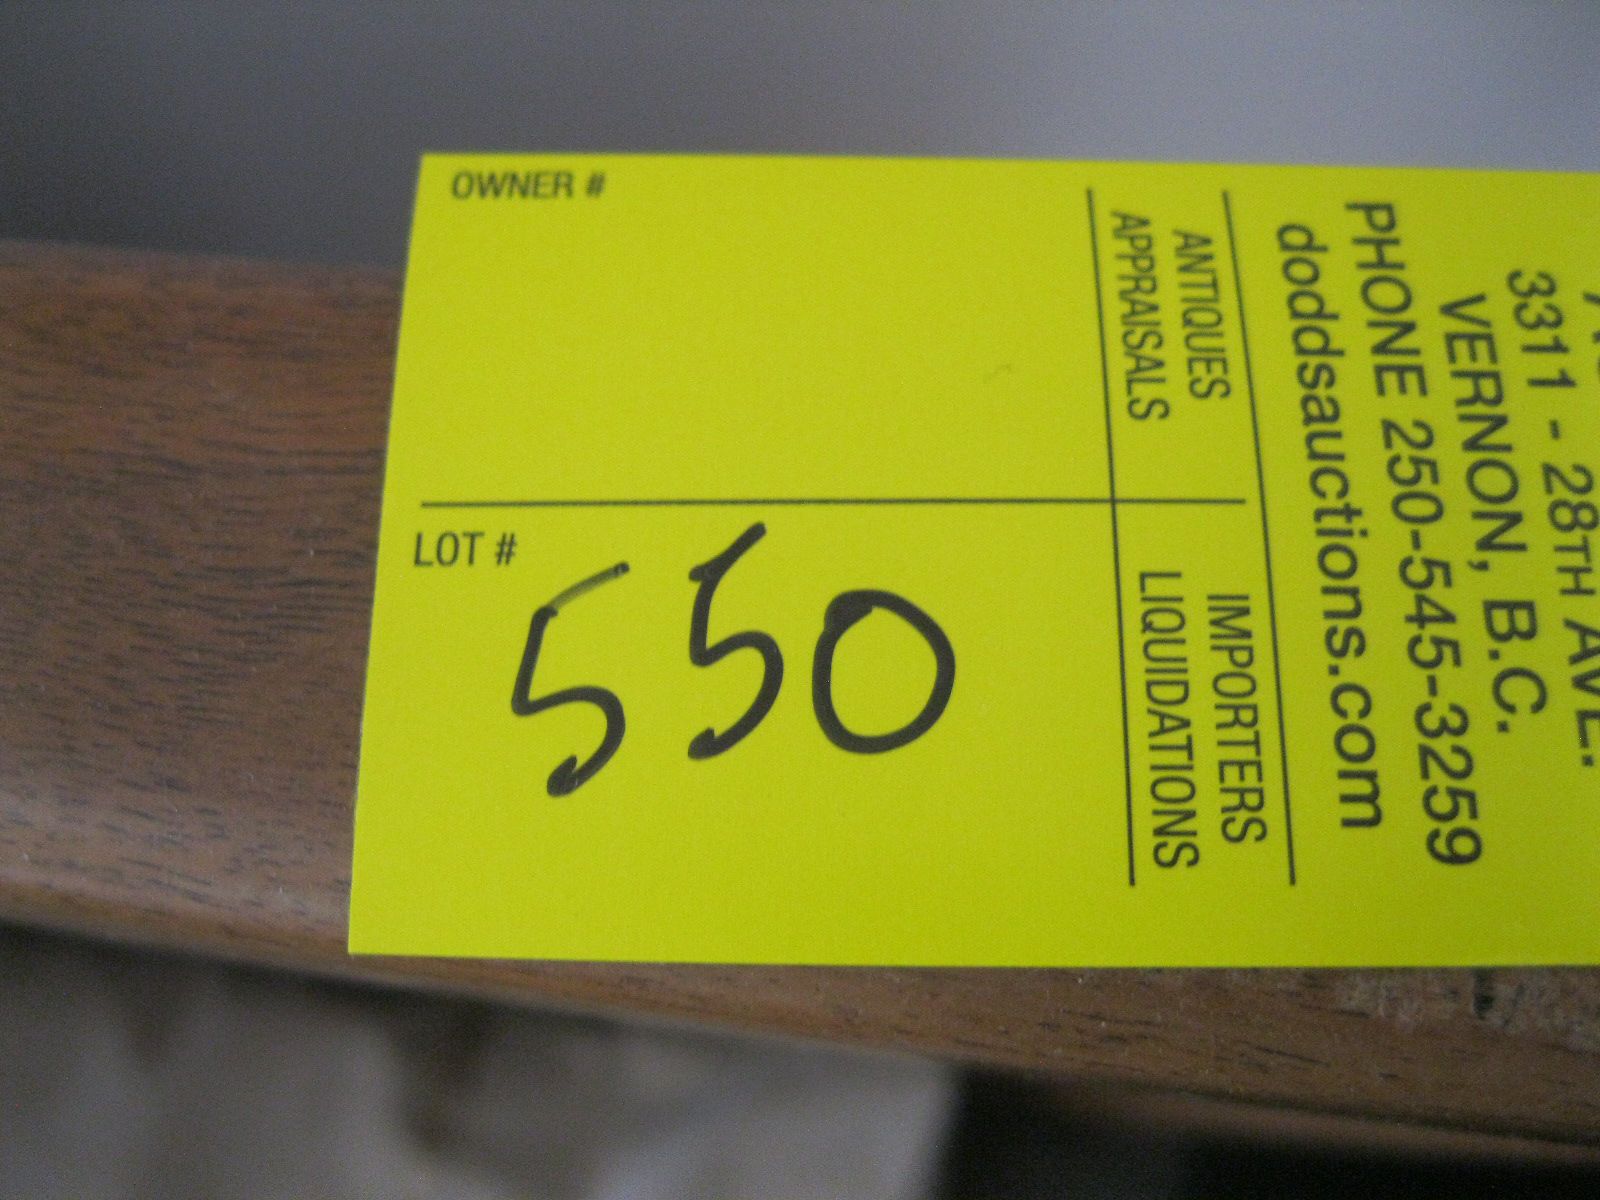 OWNER #
LOT #
550
3311 - 28TH AVE.
VERNON, B.C.
PHONE 250-545-3259
doddsauctions.com
ANTIQUES
APPRAISALS
IMPORTERS
LIQUIDATIONS